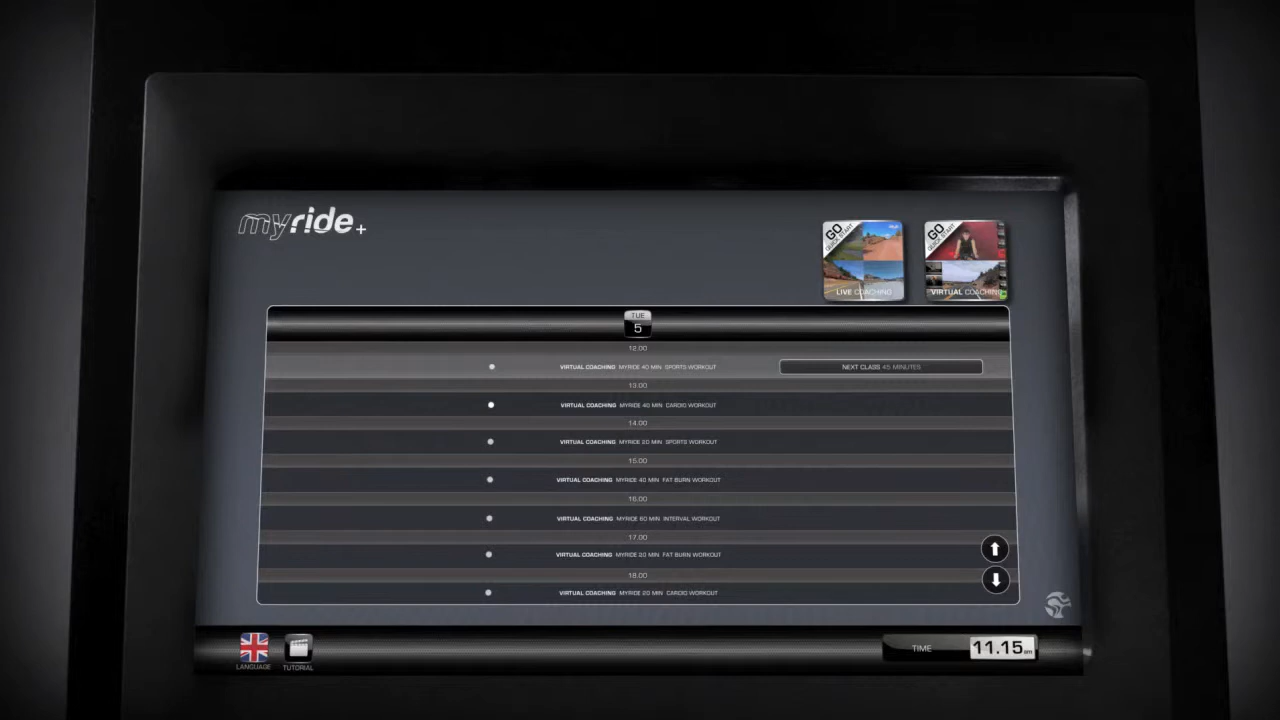 myride+
GO QUICK START
LIVE COACHING
GO QUICK START
VIRTUAL COACHING
TUE
5
12.00
VIRTUAL COACHING MYRIDE 40 MIN SPORTS WORKOUT
NEXT CLASS 45 MINUTES
13.00
VIRTUAL COACHING MYRIDE 40 MIN CARDIO WORKOUT
14.00
VIRTUAL COACHING MYRIDE 20 MIN SPORTS WORKOUT
15.00
VIRTUAL COACHING MYRIDE 40 MIN FAT BURN WORKOUT
16.00
VIRTUAL COACHING MYRIDE 60 MIN INTERVAL WORKOUT
17.00
VIRTUAL COACHING MYRIDE 20 MIN FAT BURN WORKOUT
18.00
VIRTUAL COACHING MYRIDE 20 MIN CARDIO WORKOUT
LANGUAGE
TUTORIAL
TIME
11.15 am